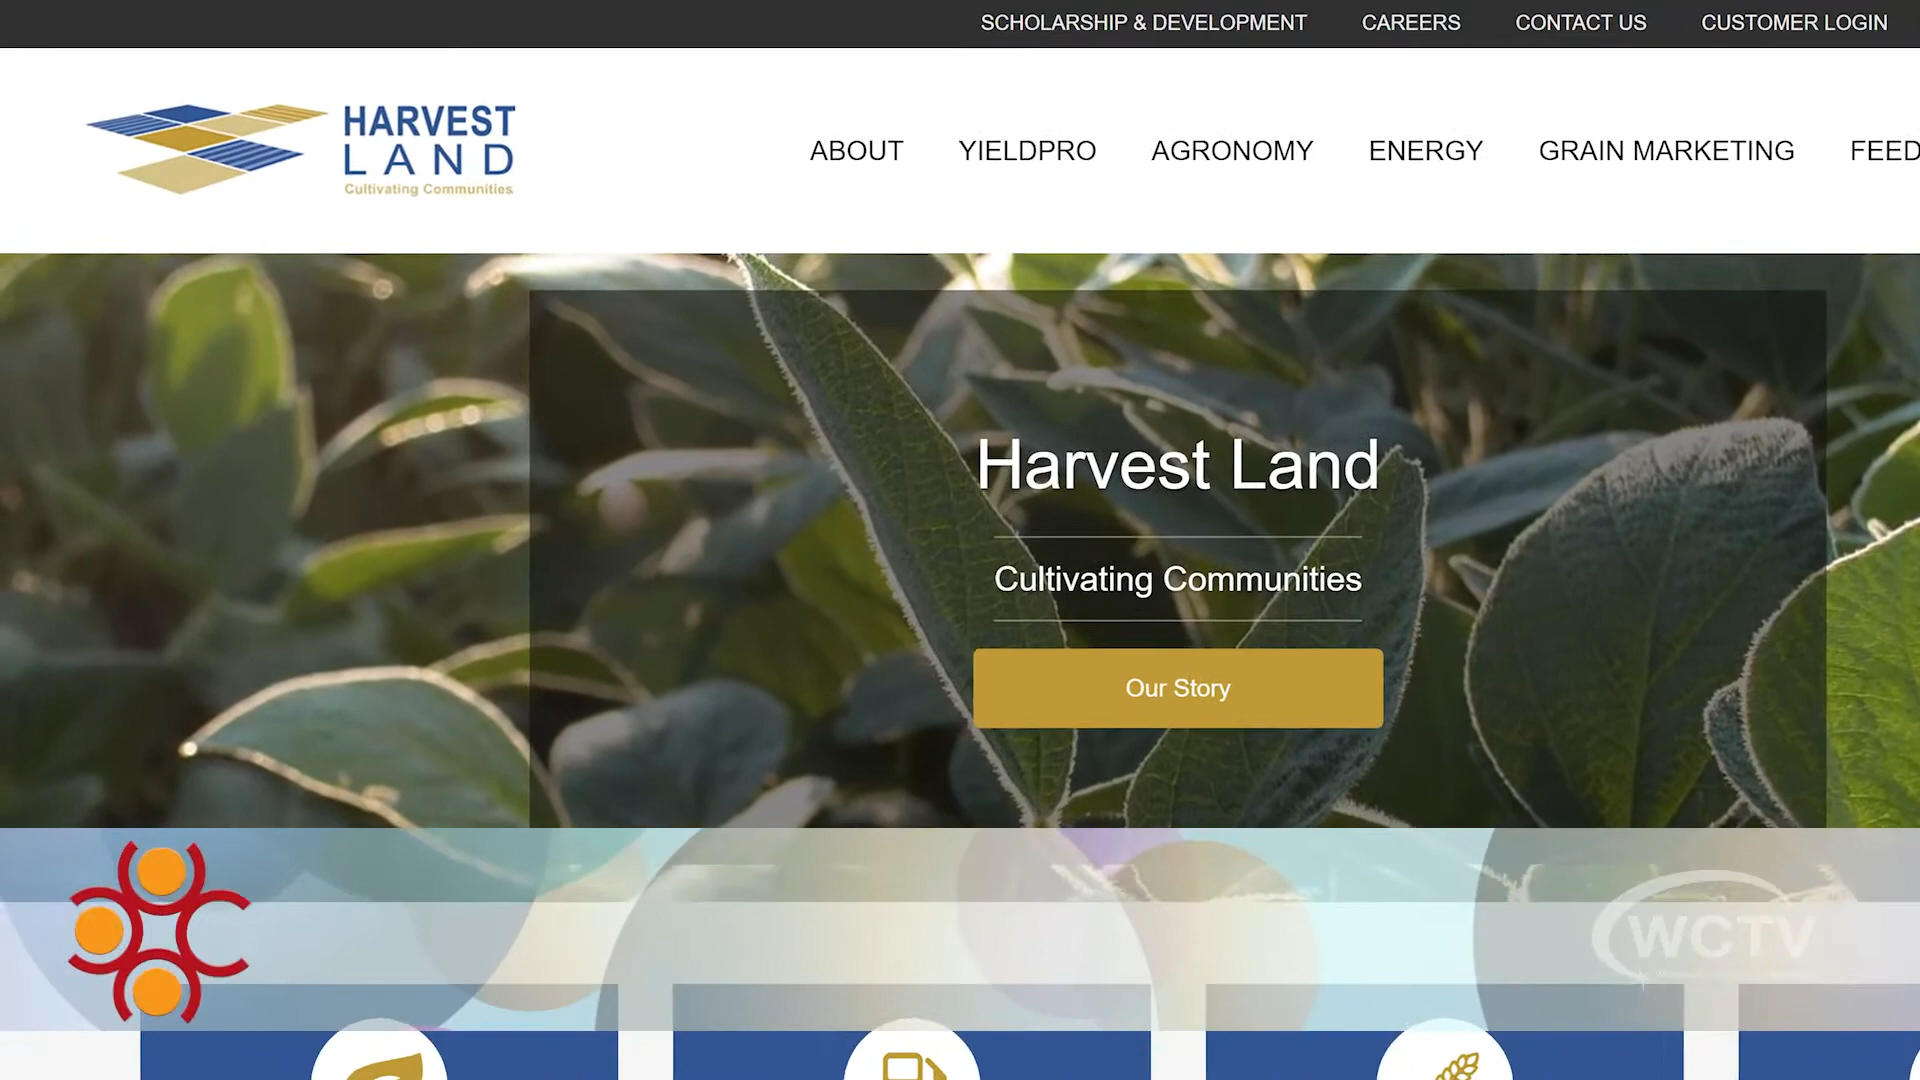 SCHOLARSHIP & DEVELOPMENT CAREERS CONTACT US CUSTOMER LOGIN
HARVEST
LAND
Cultivating Communities
ABOUT YIELDPRO AGRONOMY ENERGY GRAIN MARKETING FEED
Harvest Land
Cultivating Communities
Our Story
WCTV